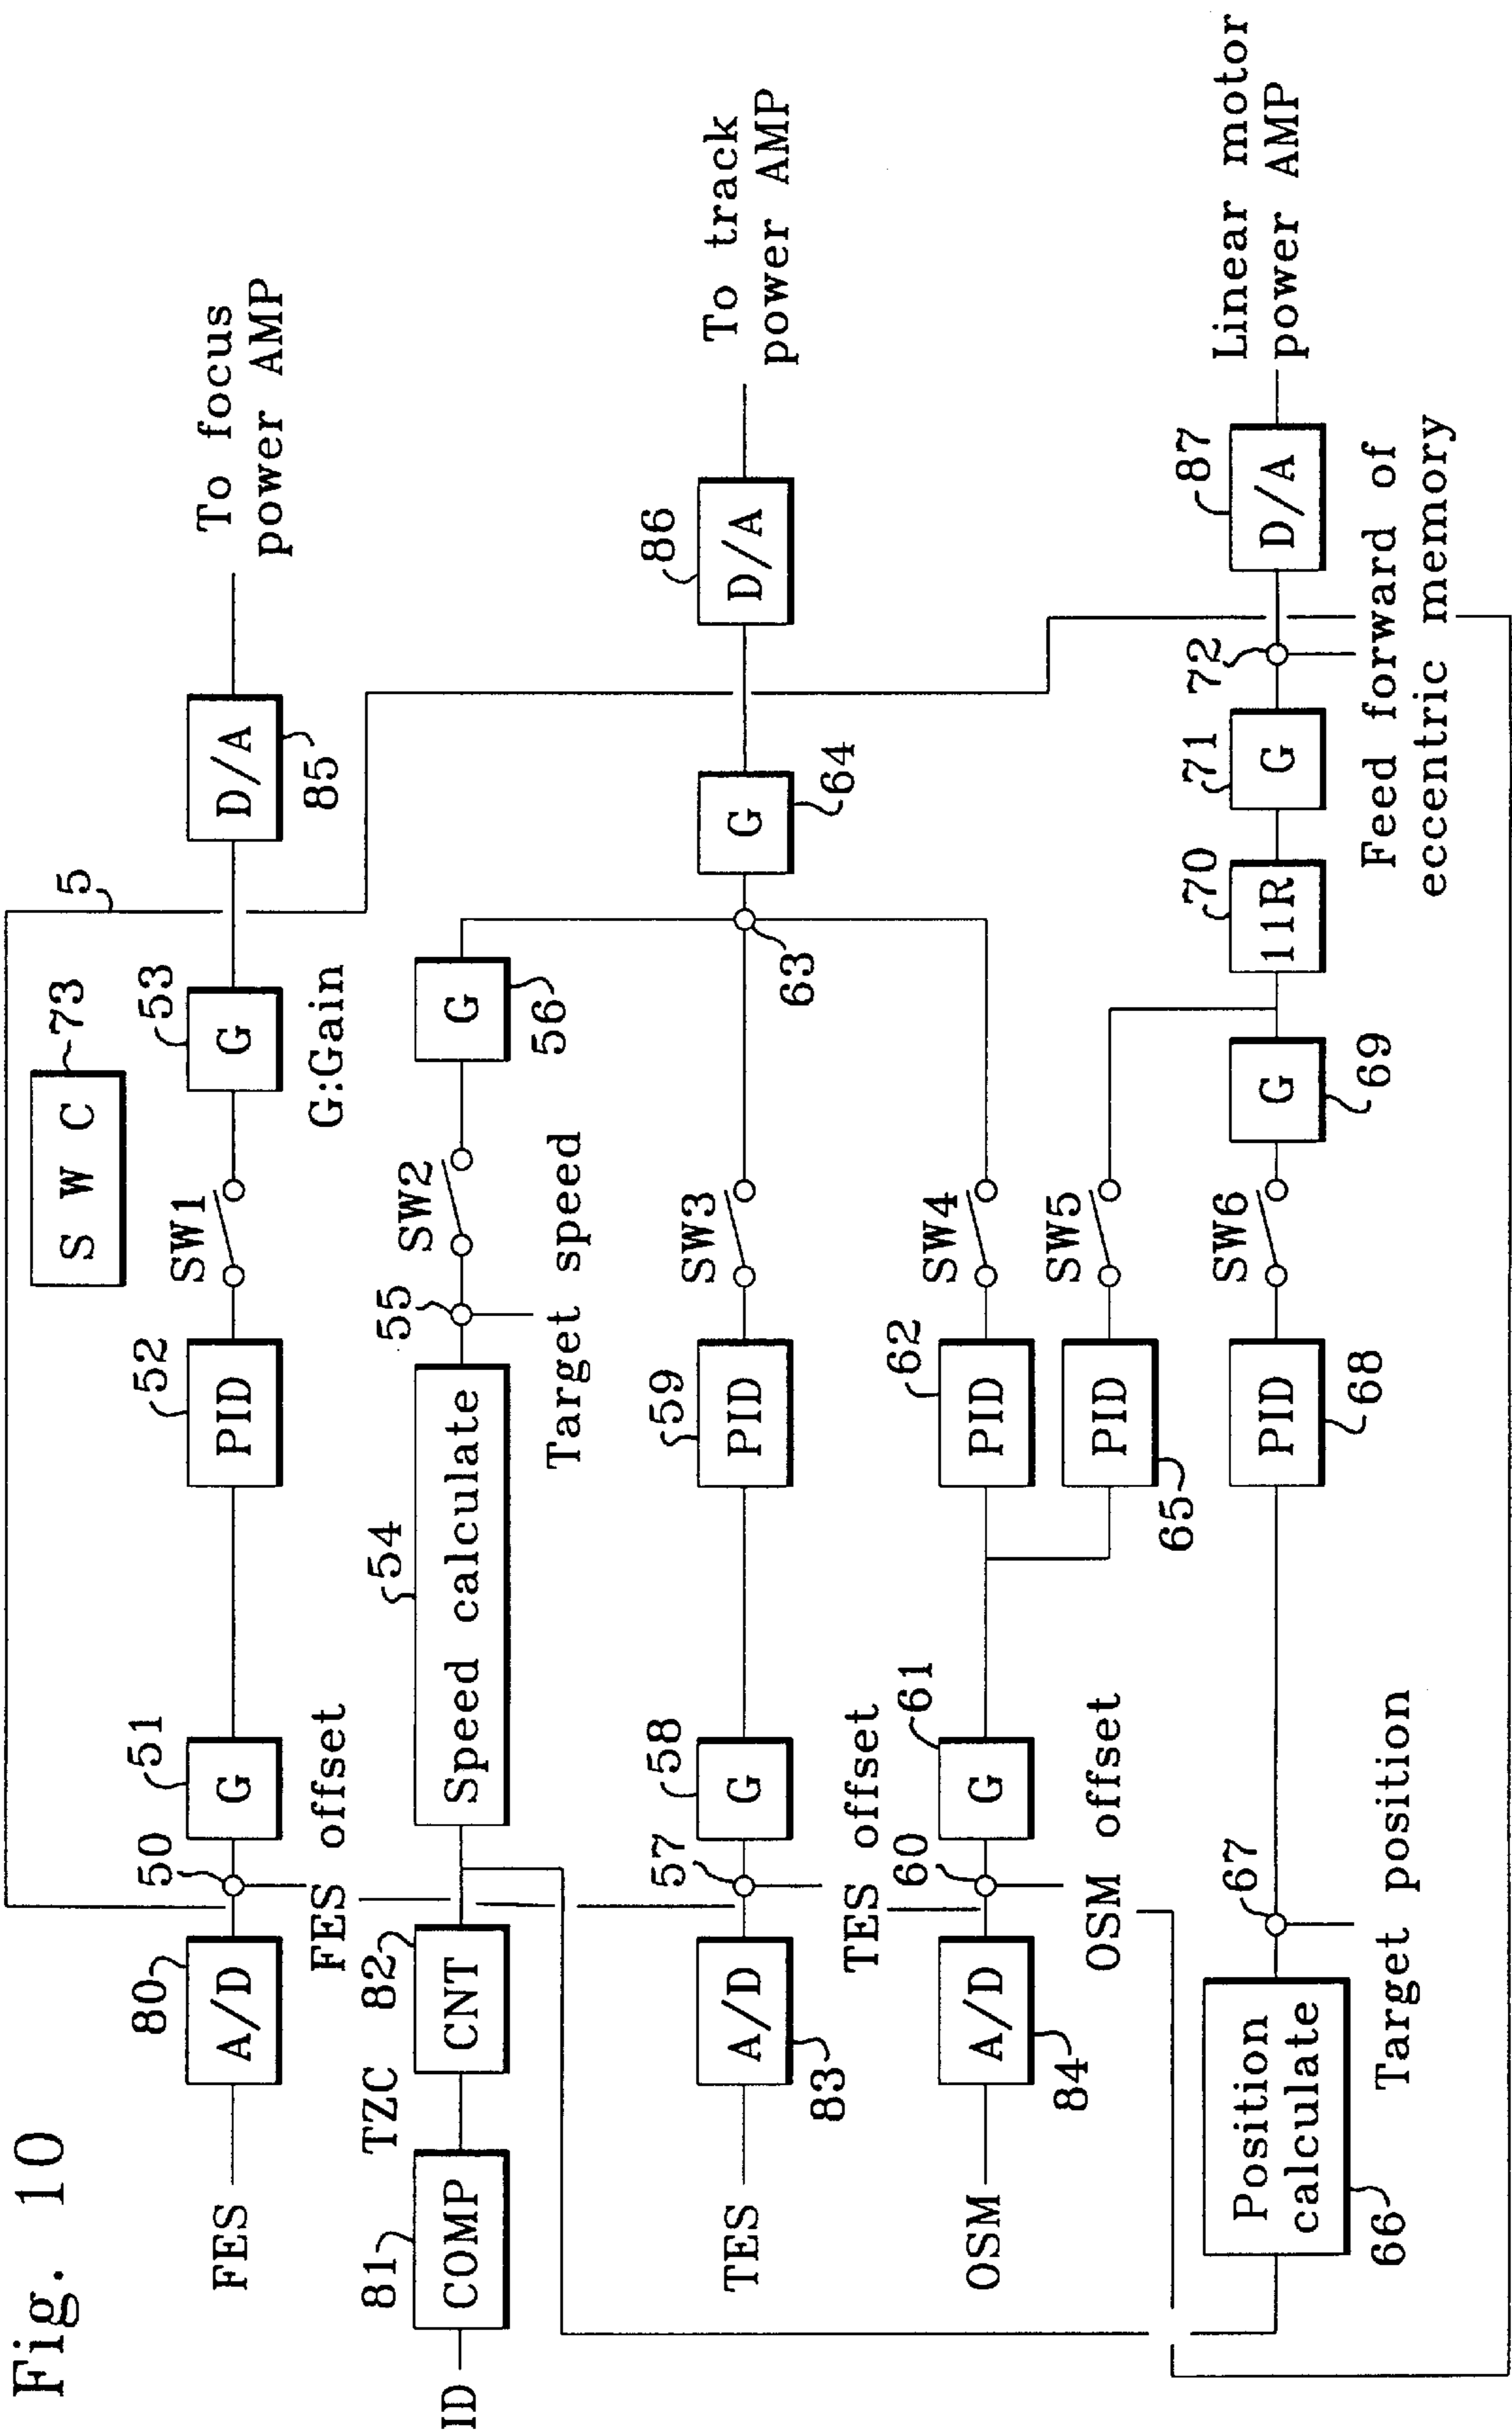 Fig. 10
5
S W C
73
FES
80
A/D
50
FES offset
51
G
52
PID
SW1
53
G
G:Gain
D/A
85
To focus
power AMP
ID
81
COMP
TZC
82
CNT
54
Speed calculate
55
Target speed
SW2
G
56
TES
A/D
83
57
TES offset
58
G
59
PID
SW3
63
G
64
86
D/A
To track
power AMP
OSM
A/D
84
60
OSM offset
61
G
62
PID
SW4
PID
65
SW5
Position
calculate
66
67
Target position
PID
68
SW6
G
69
70
11R
71
G
72
Feed forward of
eccentric memory
87
D/A
Linear motor
power AMP